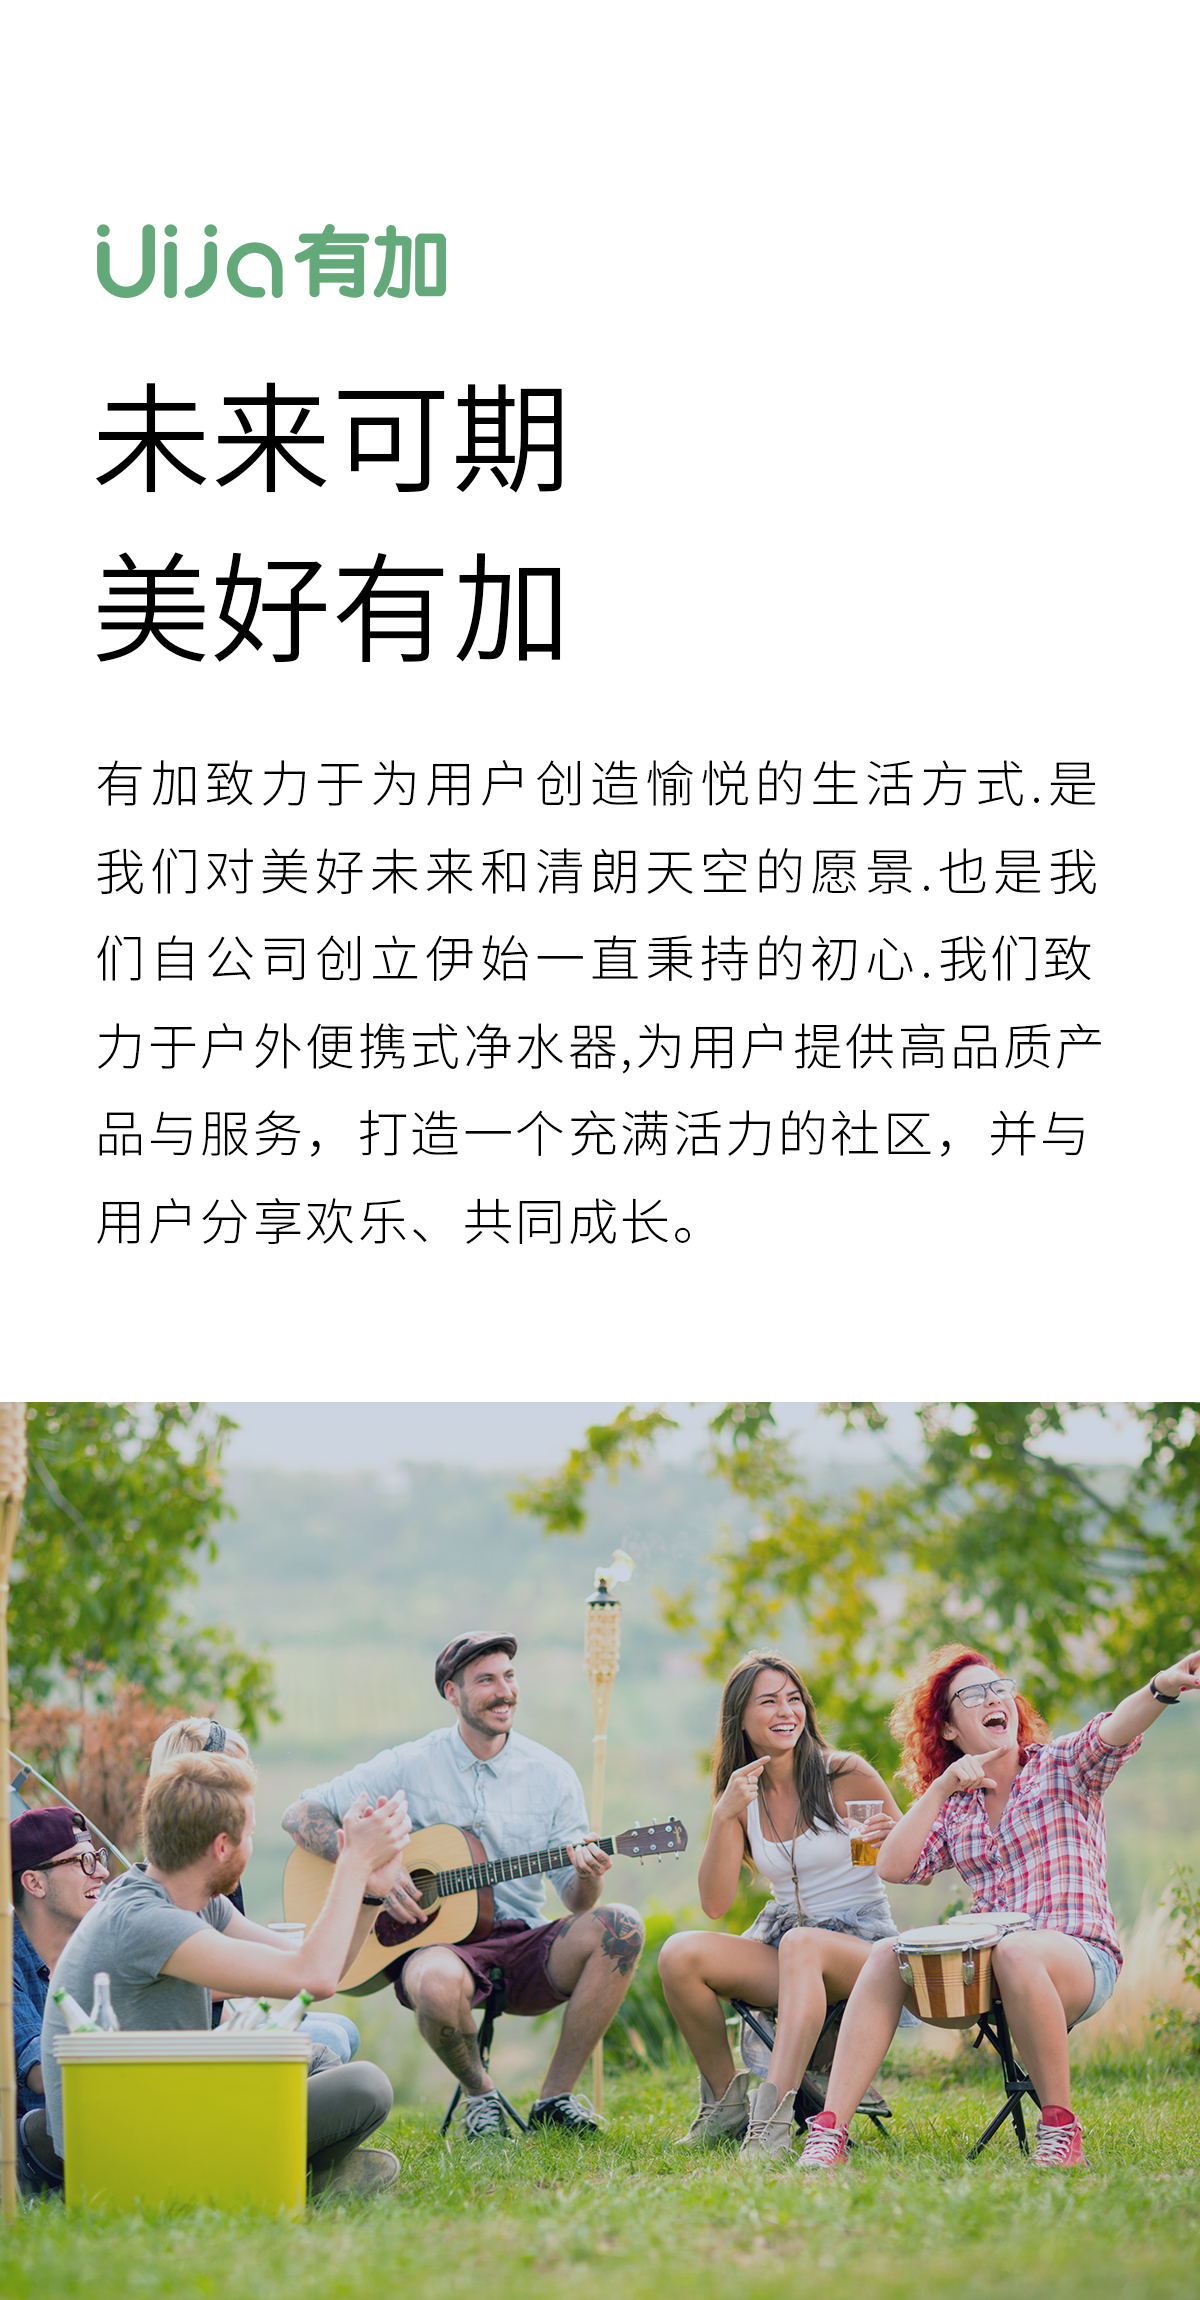 Uija有加
未来可期
美好有加
有加致力于为用户创造愉悦的生活方式.是
我们对美好未来和清朗天空的愿景.也是我
们自公司创立伊始一直秉持的初心.我们致
力于户外便携式净水器,为用户提供高品质产
品与服务，打造一个充满活力的社区，并与
用户分享欢乐、共同成长。